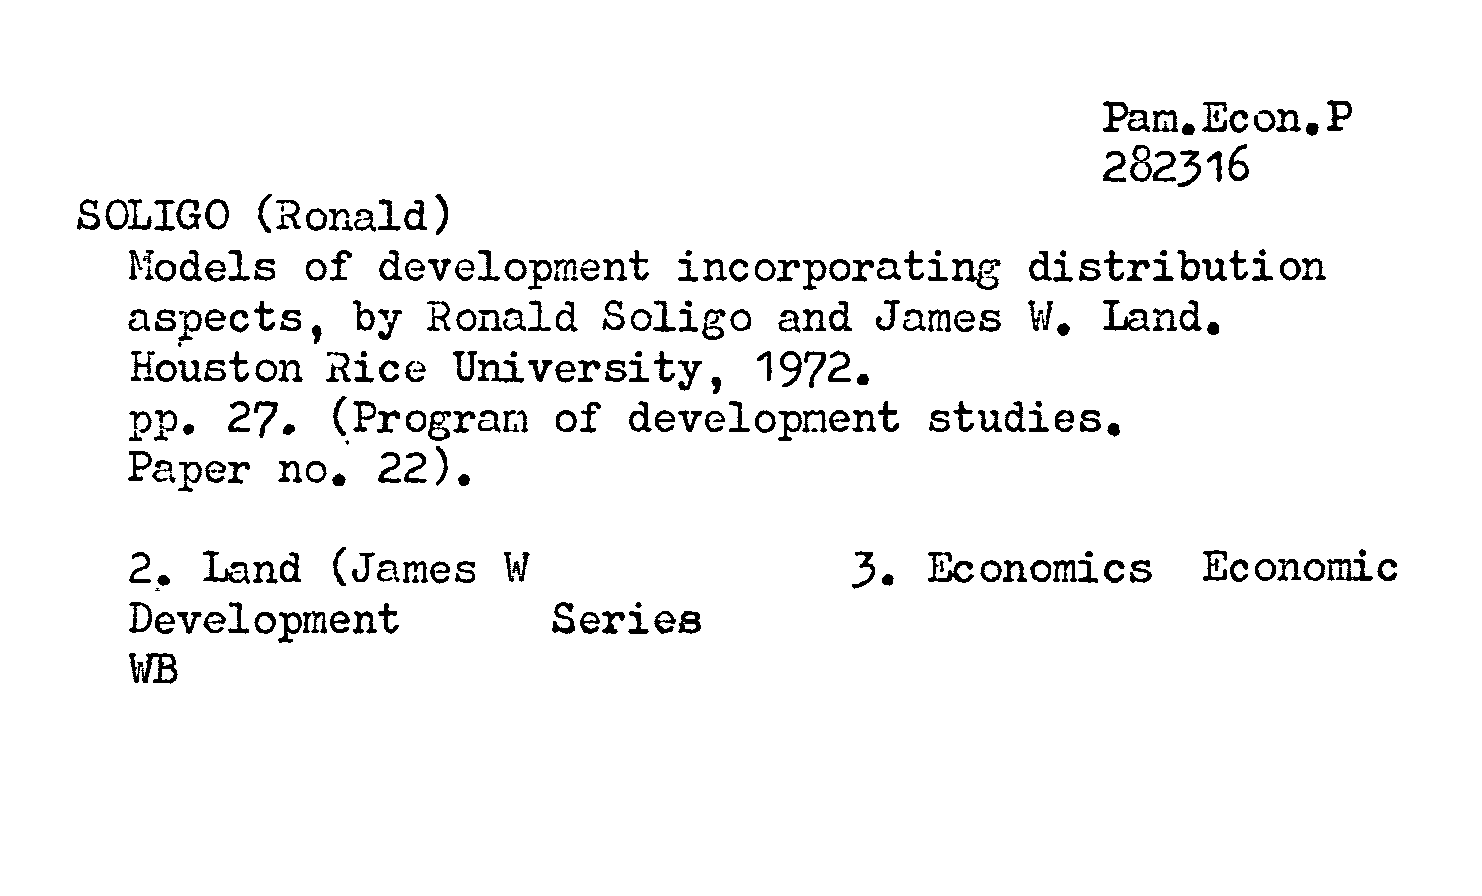 Pam.Econ.P
282316
SOLIGO (Ronald)
Models of development incorporating distribution
aspects, by Ronald Soligo and James W. Land.
Houston Rice University, 1972.
pp. 27. (Program of development studies.
Paper no. 22).
2. Land (James W 3. Economics Economic
Development Series
WB